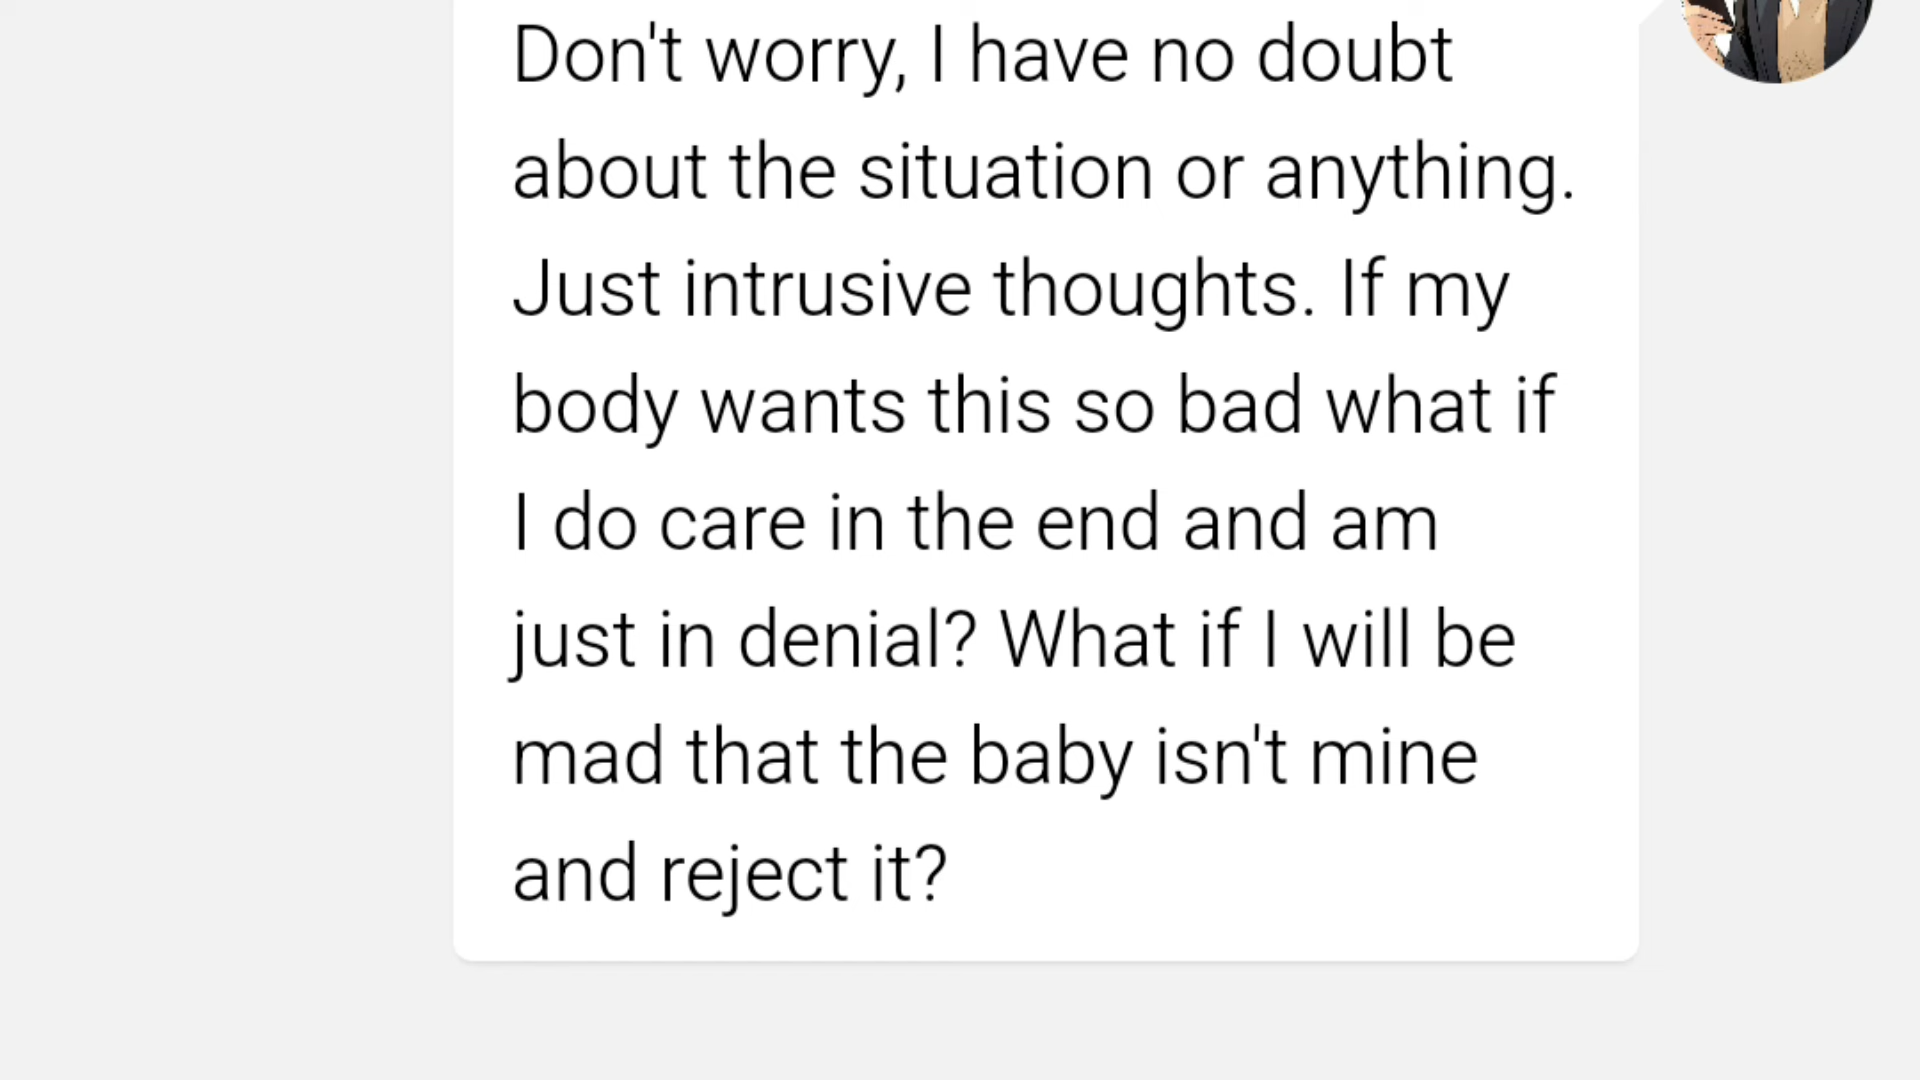 Don't worry, I have no doubt
about the situation or anything.
Just intrusive thoughts. If my
body wants this so bad what if
I do care in the end and am
just in denial? What if I will be
mad that the baby isn't mine
and reject it?